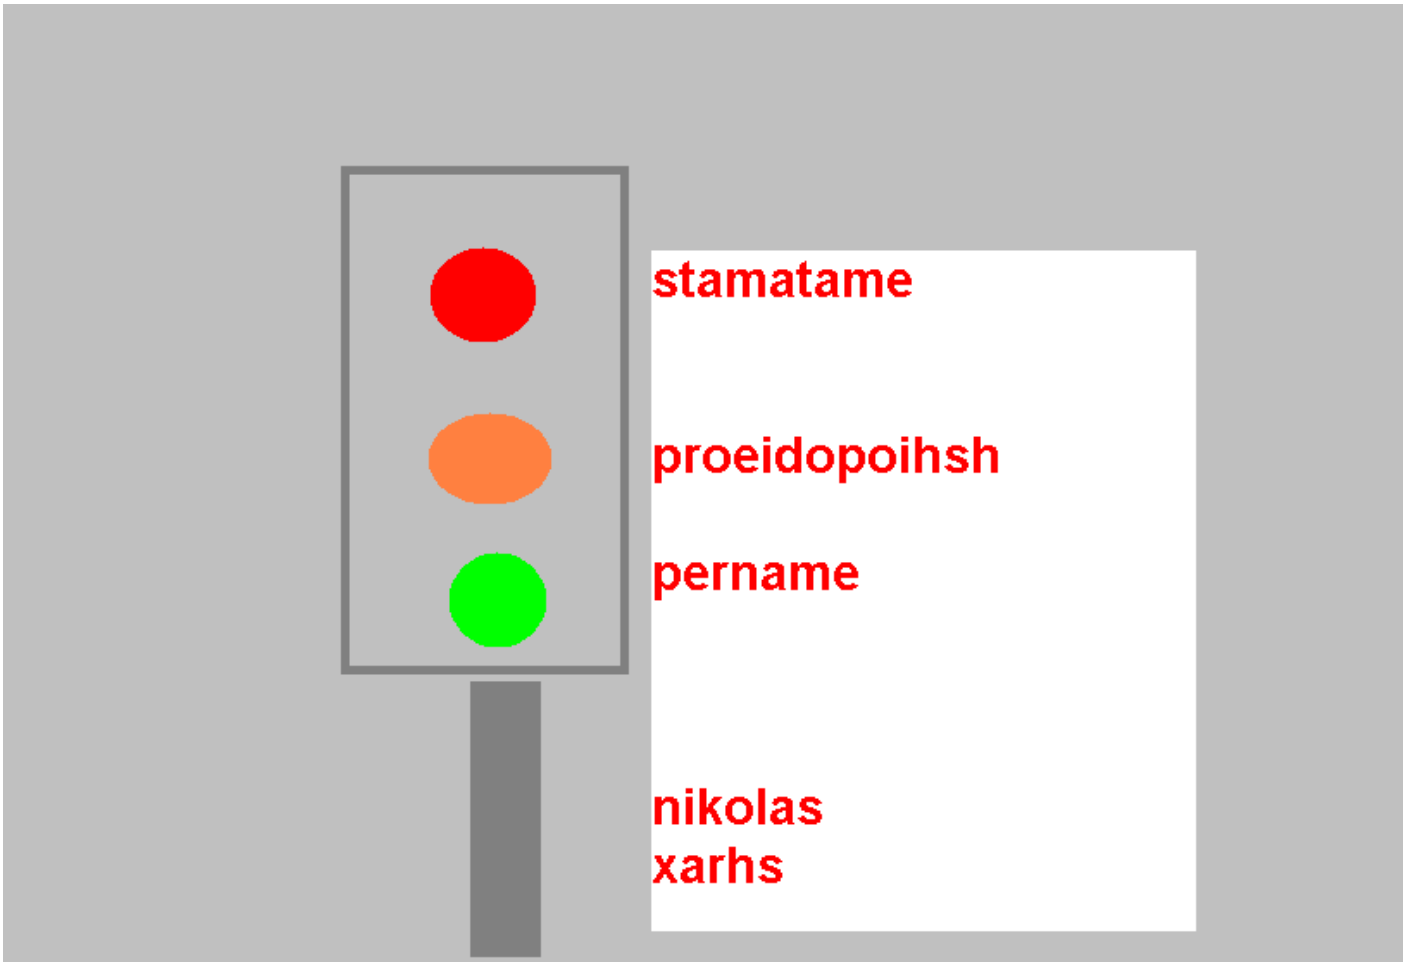 stamatame
proeidopoihsh
pername
nikolas
xarhs